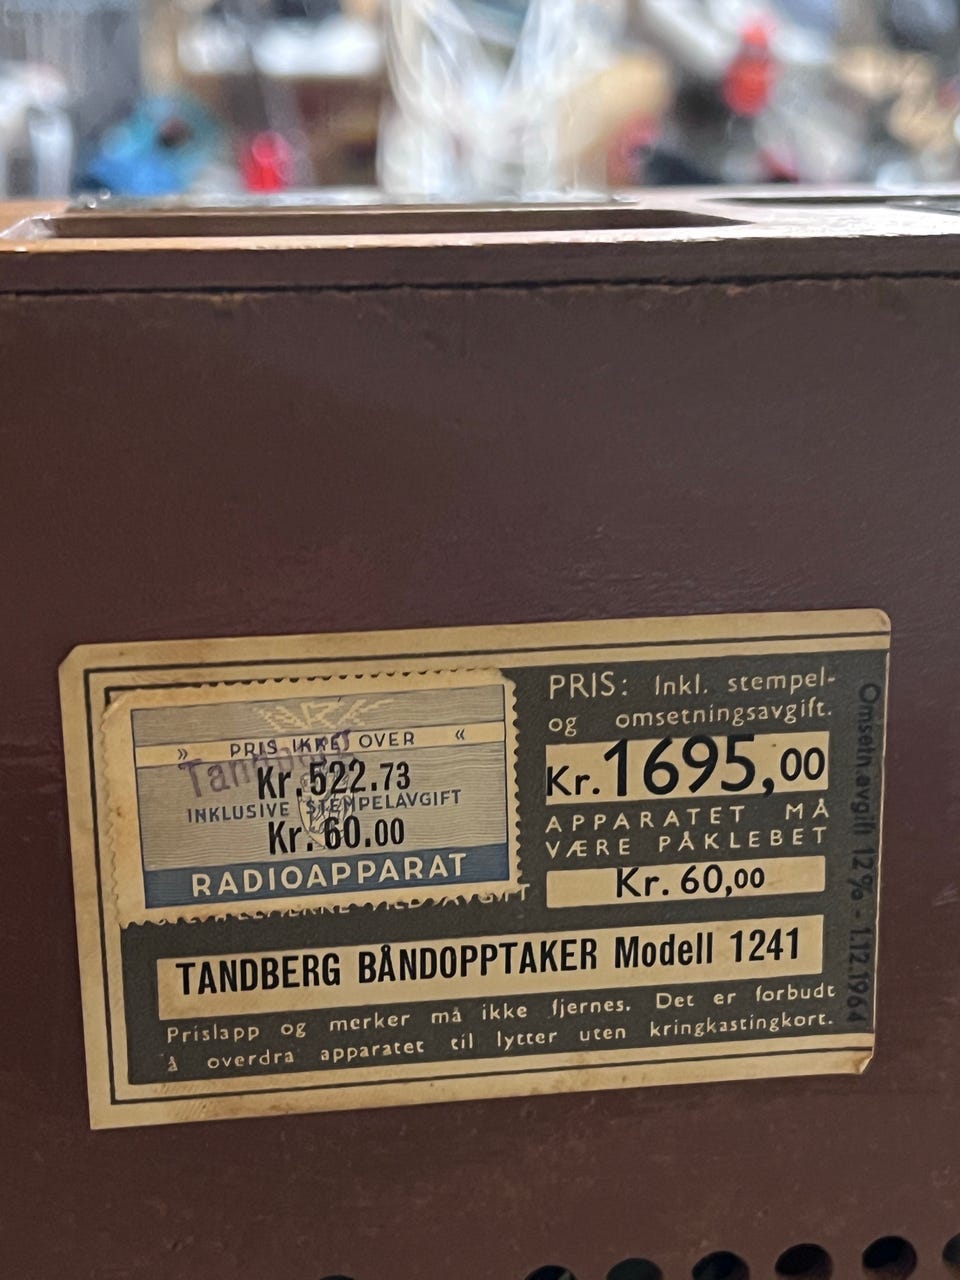 » PRIS IKKE OVER «
Tandberg
Kr. 522.73
INKLUSIVE STEMPELAVGIFT
Kr. 60.00
RADIOAPPARAT
PRIS: Inkl. stempel-
og omsetningsavgift.
Kr. 1695,00
APPARATET MÅ
VÆRE PÅKLEBET
Kr. 60,00
TANDBERG BÅNDOPPTAKER Modell 1241
Prislapp og merker må ikke fjernes. Det er forbudt
å overdra apparatet til lytter uten kringkastingkort.
Omsetn.avgift 12% - 1.12.1964